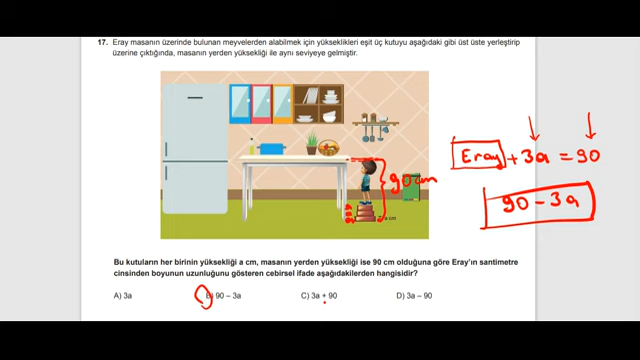 17. Eray masanın üzerinde bulunan meyvelerden alabilmek için yükseklikleri eşit üç kutuyu aşağıdaki gibi üst üste yerleştirip
üzerine çıktığında, masanın yerden yüksekliği ile aynı seviyeye gelmiştir.
Eray + 3a = 90
90 cm
90 - 3a
cm
Bu kutuların her birinin yüksekliği a cm, masanın yerden yüksekliği ise 90 cm olduğuna göre Eray'ın santimetre
cinsinden boyunun uzunluğunu gösteren cebirsel ifade aşağıdakilerden hangisidir?
A) 3a B) 90 – 3a C) 3a + 90 D) 3a – 90